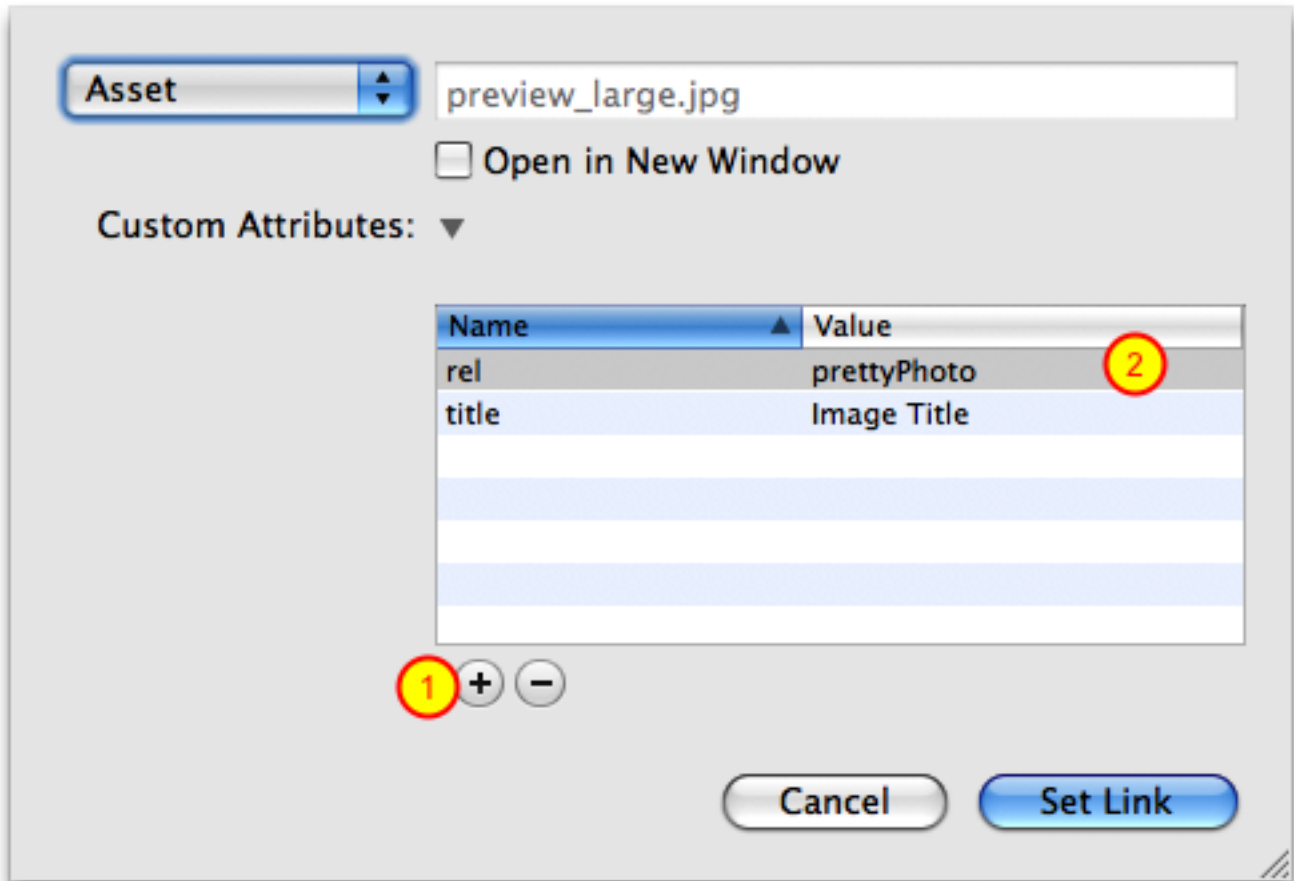 Asset preview_large.jpg
Open in New Window
Custom Attributes:
Name Value
rel prettyPhoto 2
title Image Title
1 + −
Cancel Set Link